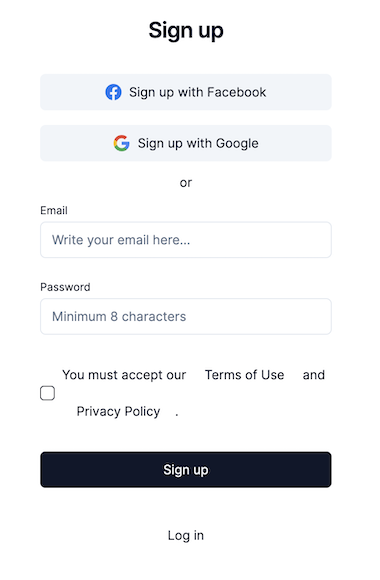 Sign up
Sign up with Facebook
Sign up with Google
or
Email
Write your email here...
Password
Minimum 8 characters
You must accept our Terms of Use and
Privacy Policy .
Sign up
Log in